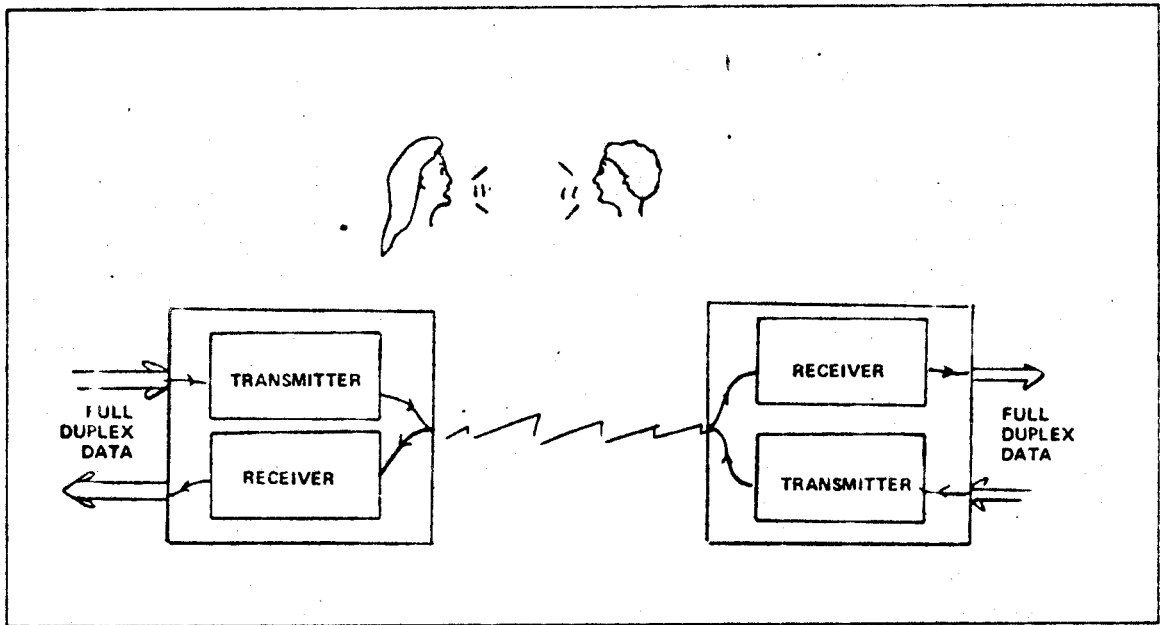 TRANSMITTER
FULL
DUPLEX
DATA
RECEIVER
RECEIVER
FULL
DUPLEX
DATA
TRANSMITTER